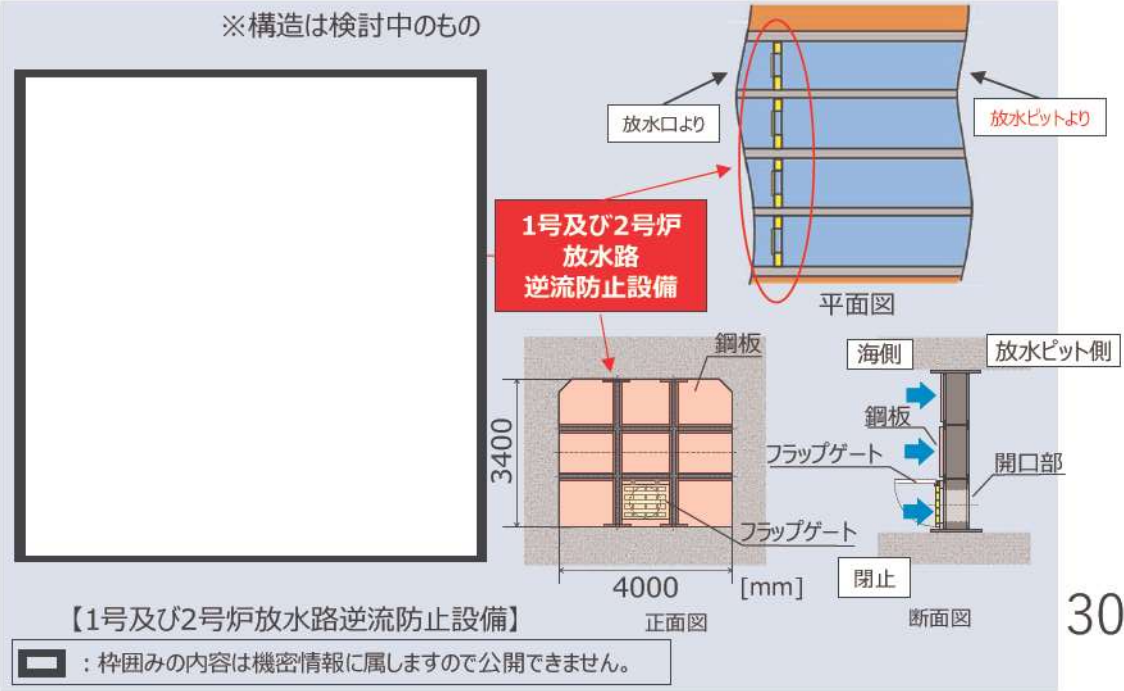 ※構造は検討中のもの
放水口より
放水ピットより
1号及び2号炉
放水路
逆流防止設備
平面図
鋼板
3400
フラップゲート
4000
[mm]
正面図
海側
放水ピット側
鋼板
フラップゲート
開口部
閉止
断面図
【1号及び2号炉放水路逆流防止設備】
：枠囲みの内容は機密情報に属しますので公開できません。
30